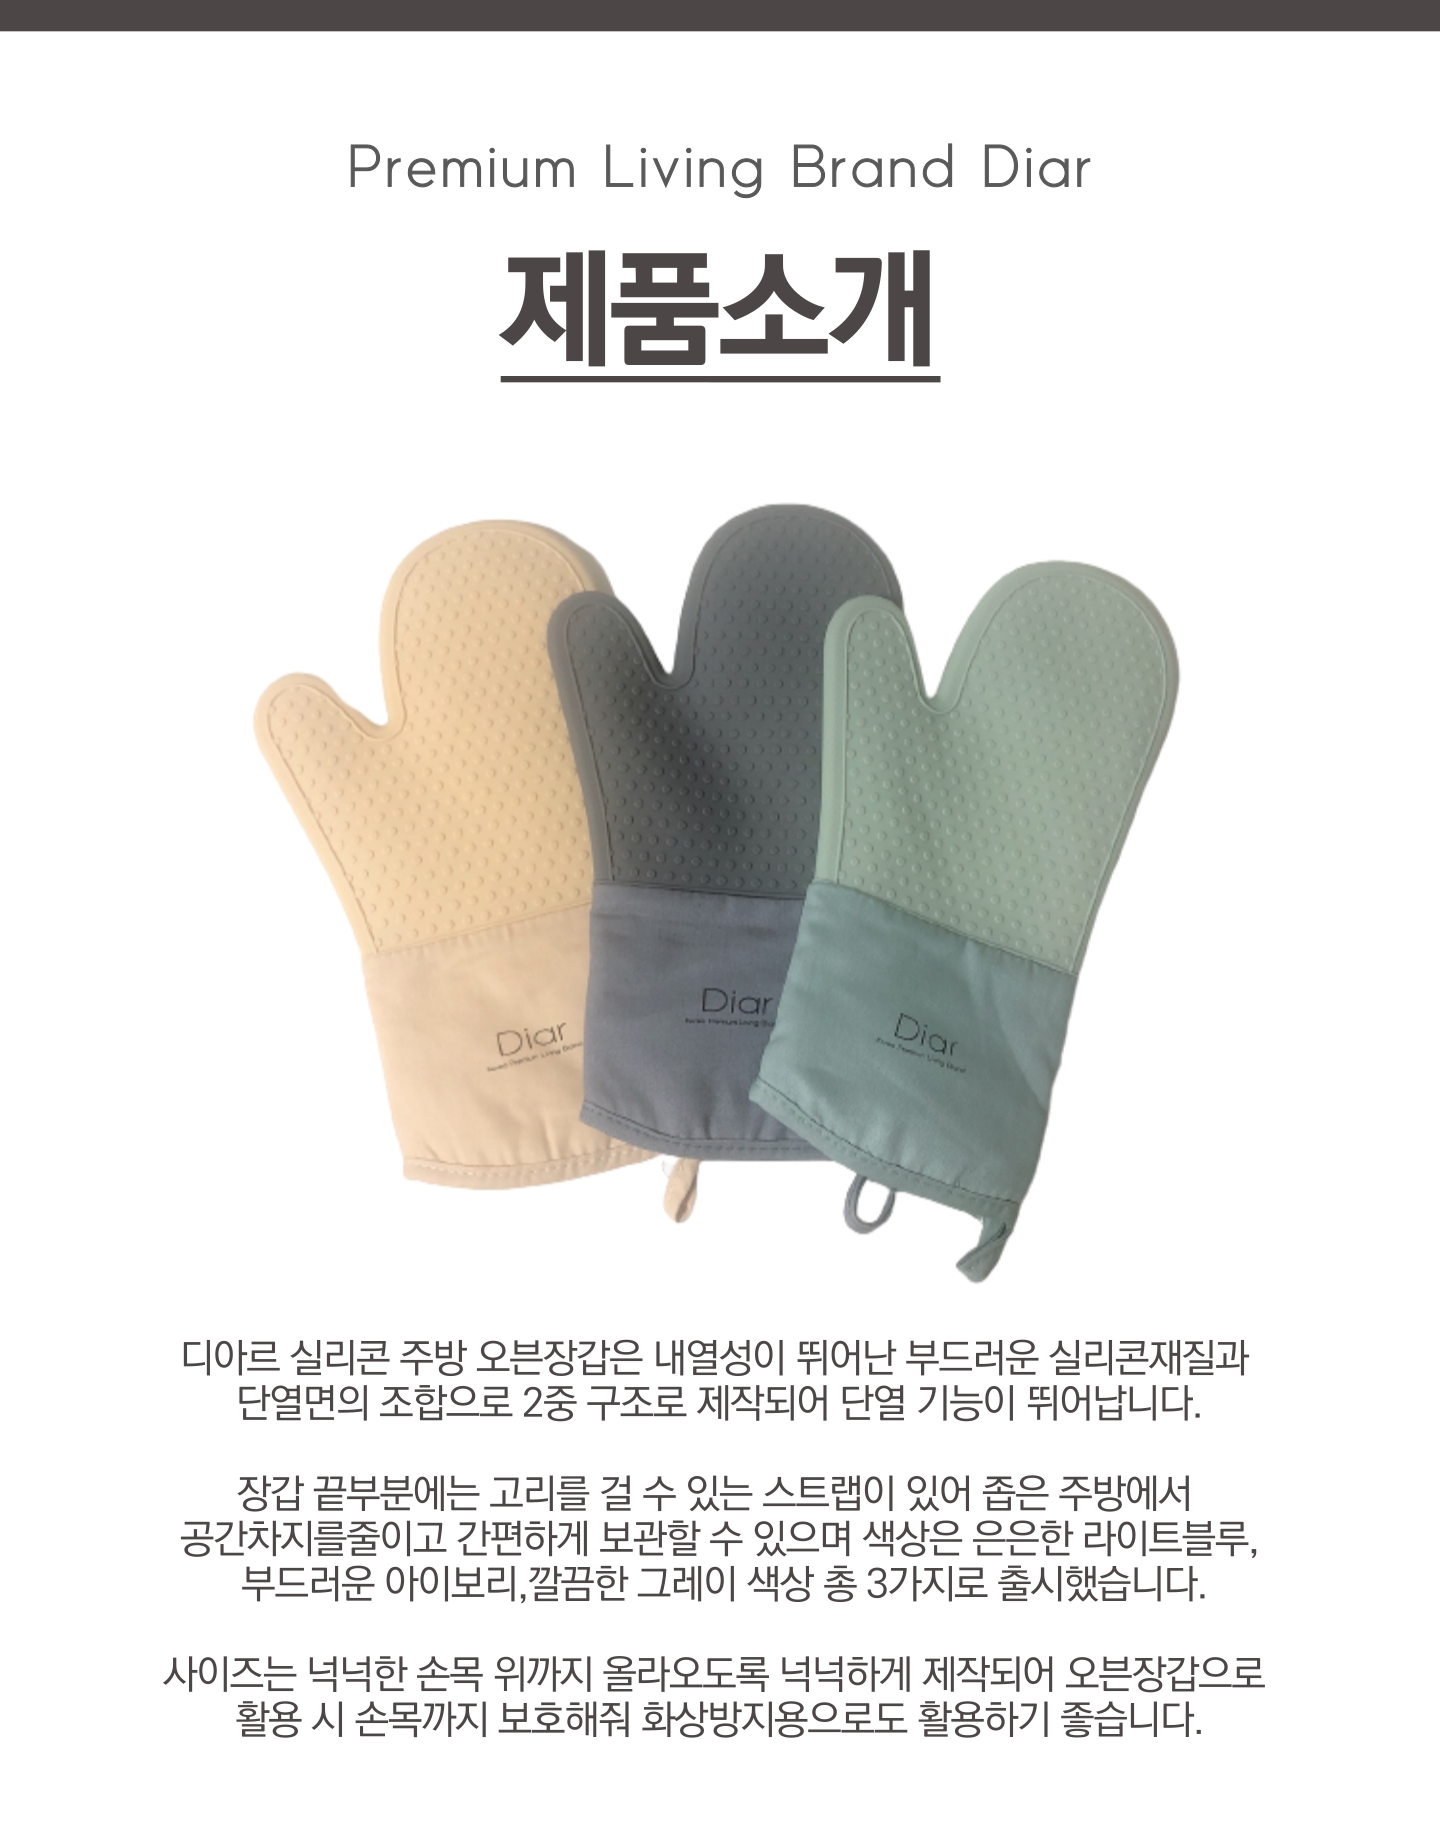 Premium Living Brand Diar
제품소개
Diar
Diar
Diar
디아르 실리콘 주방 오븐장갑은 내열성이 뛰어난 부드러운 실리콘재질과
단열면의 조합으로 2중 구조로 제작되어 단열 기능이 뛰어납니다.
장갑 끝부분에는 고리를 걸 수 있는 스트랩이 있어 좁은 주방에서
공간차지를줄이고 간편하게 보관할 수 있으며 색상은 은은한 라이트블루,
부드러운 아이보리,깔끔한 그레이 색상 총 3가지로 출시했습니다.
사이즈는 넉넉한 손목 위까지 올라오도록 넉넉하게 제작되어 오븐장갑으로
활용 시 손목까지 보호해줘 화상방지용으로도 활용하기 좋습니다.